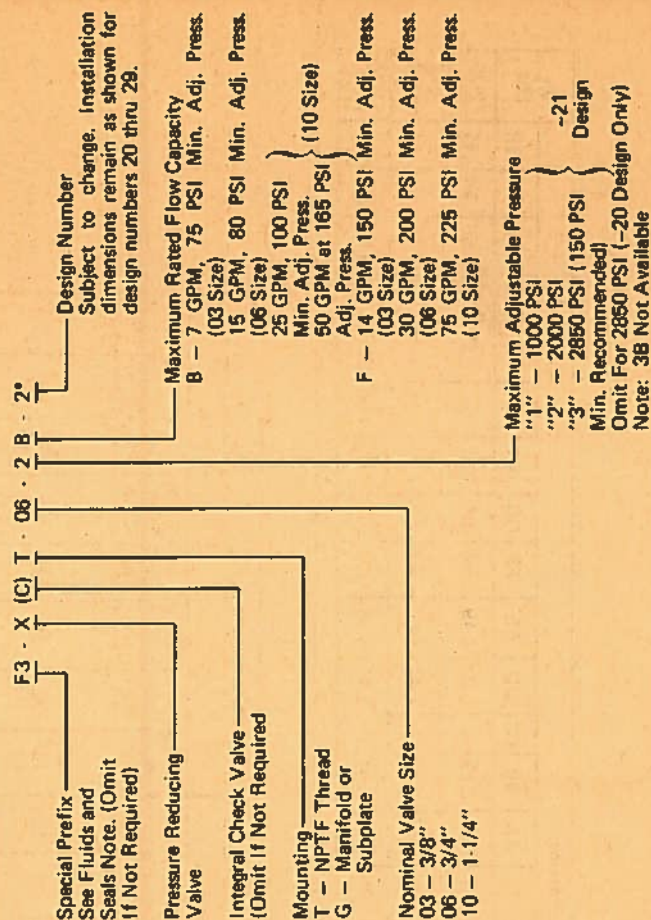 F3 - X (C) T - 06 - 2 B - 2*
Special Prefix
See Fluids and
Seals Note. (Omit
If Not Required)
Pressure Reducing
Valve
Integral Check Valve
(Omit If Not Required
Mounting
T – NPTF Thread
G – Manifold or
Subplate
Nominal Valve Size
03 – 3/8"
06 – 3/4"
10 – 1-1/4"
Design Number
Subject to change. Installation
dimensions remain as shown for
design numbers 20 thru 29.
Maximum Rated Flow Capacity
B – 7 GPM, 75 PSI Min. Adj. Press.
(03 Size)
15 GPM, 80 PSI Min. Adj. Press.
(06 Size)
25 GPM, 100 PSI
Min. Adj. Press.
50 GPM at 165 PSI
Adj. Press.
(10 Size)
F – 14 GPM, 150 PSI Min. Adj. Press.
(03 Size)
30 GPM, 200 PSI Min. Adj. Press.
(06 Size)
75 GPM, 225 PSI Min. Adj. Press.
(10 Size)
Maximum Adjustable Pressure
"1" – 1000 PSI
"2" – 2000 PSI
"3" – 2850 PSI (150 PSI
Min. Recommended)
-21
Design
Omit For 2850 PSI (-20 Design Only)
Note: 3B Not Available